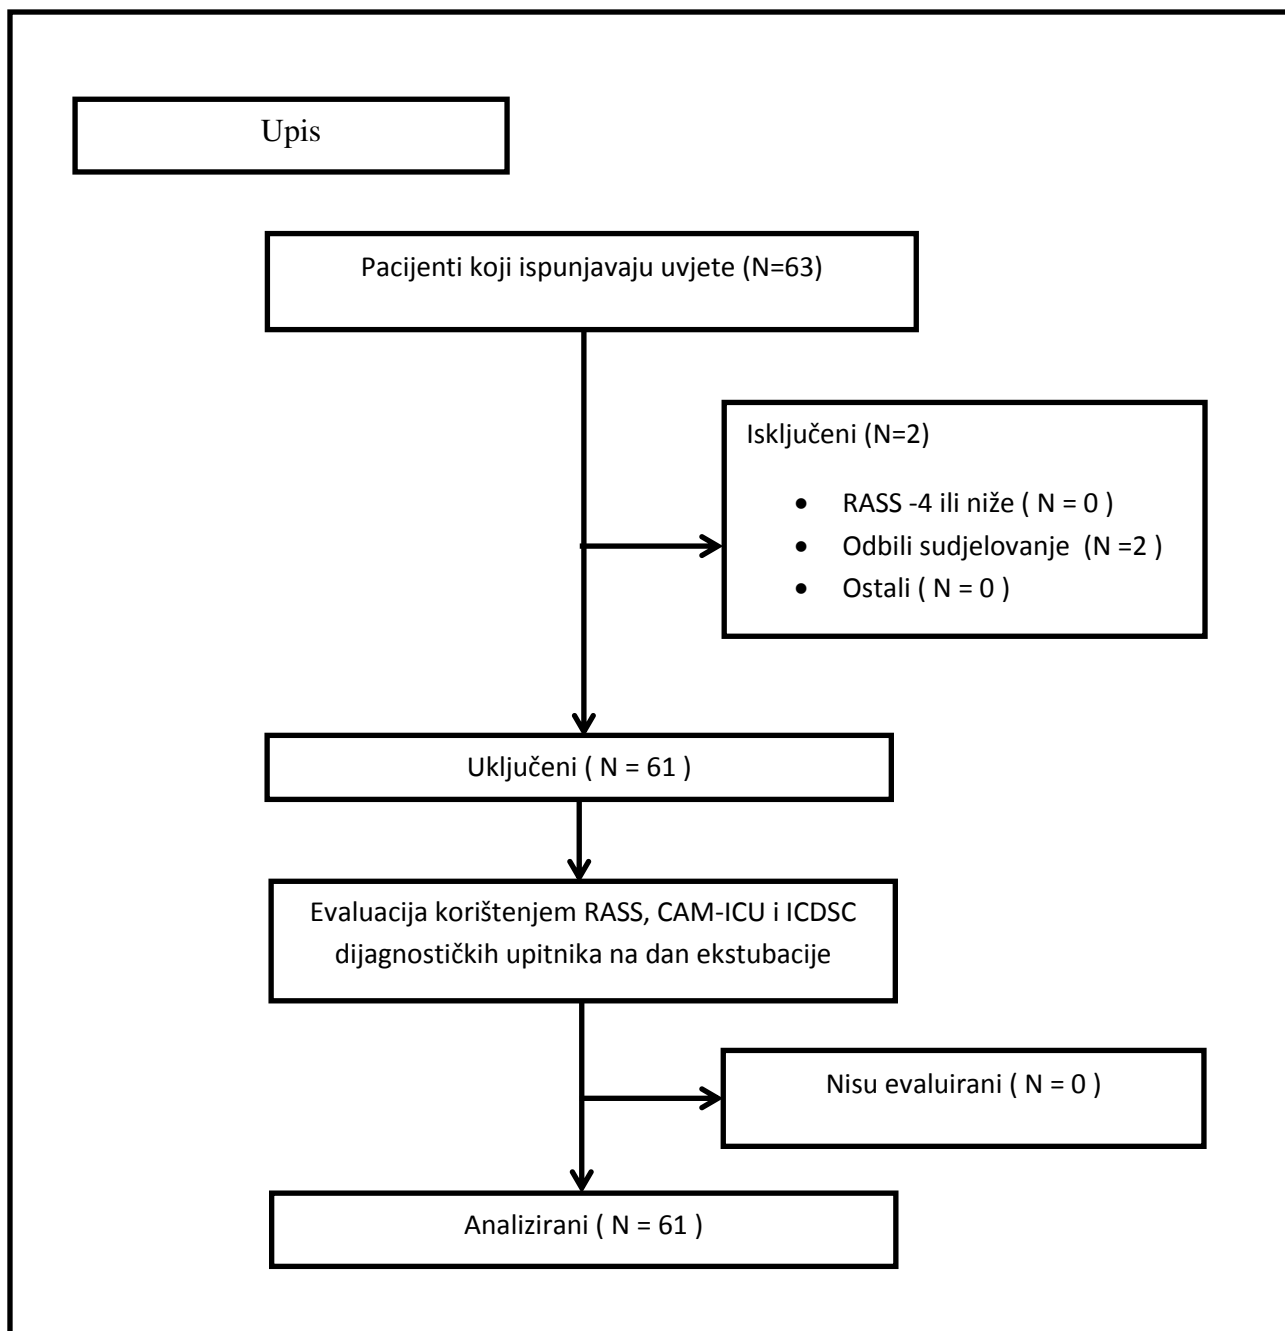 Upis
Pacijenti koji ispunjavaju uvjete (N=63)
Isključeni (N=2)
• RASS -4 ili niže ( N = 0 )
• Odbili sudjelovanje (N =2 )
• Ostali ( N = 0 )
Uključeni ( N = 61 )
Evaluacija korištenjem RASS, CAM-ICU i ICDSC
dijagnostičkih upitnika na dan ekstubacije
Nisu evaluirani ( N = 0 )
Analizirani ( N = 61 )